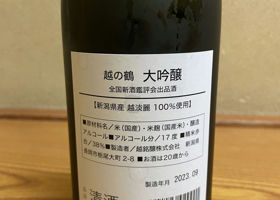 越の鶴 大吟醸
全国新酒鑑評会出品酒
【新潟県産 越淡麗 100%使用】
■原材料名/米(国産)・米麹(国産米)・醸造
アルコール■アルコール分/17度 ■精米歩
合/38%■製造者/越銘醸株式会社 新潟県
長岡市栃尾大町2-8 ■お酒は20歳から
製造年月 2023.09
清酒